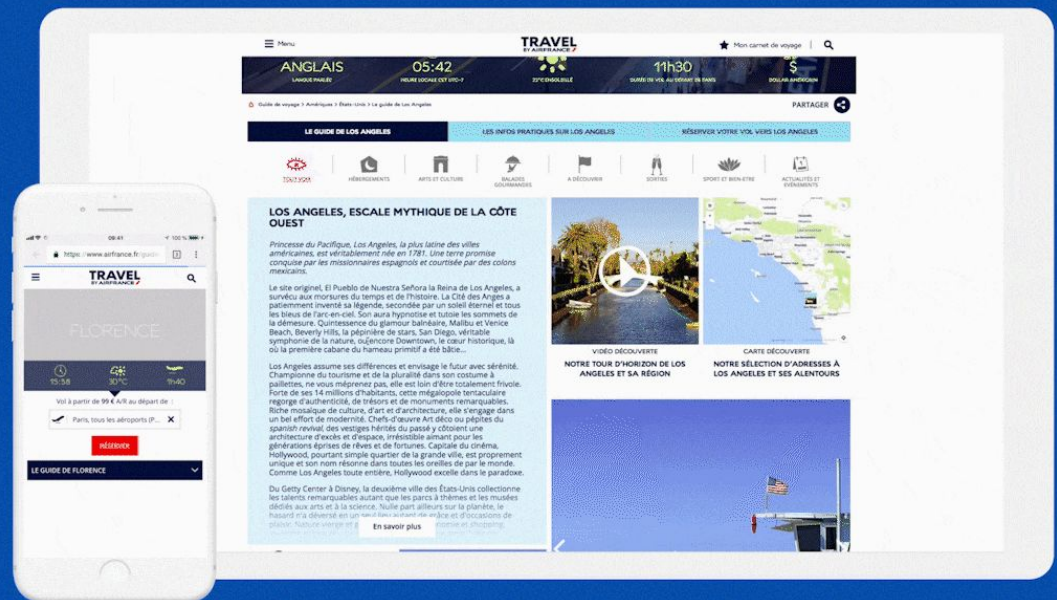 Menu
TRAVEL
BY AIRFRANCE
Mon carnet de voyage
ANGLAIS
LANGUE PARLÉE
05:42
HEURE LOCALE CET UTC-7
22°C ENSOLEILLÉ
11h30
DURÉE DE VOL AU DÉPART DE PARIS
$
DOLLAR AMÉRICAIN
Guide de voyage > Amériques > États-Unis > Le guide de Los Angeles
PARTAGER
LE GUIDE DE LOS ANGELES
LES INFOS PRATIQUES SUR LOS ANGELES
RÉSERVER VOTRE VOL VERS LOS ANGELES
TOUT VOIR
HÉBERGEMENTS
ARTS ET CULTURE
BALADES
GOURMANDES
A DÉCOUVRIR
SORTIES
SPORT ET BIEN-ETRE
ACTUALITÉS ET
ÉVÉNEMENTS
LOS ANGELES, ESCALE MYTHIQUE DE LA CÔTE
OUEST
Princesse du Pacifique, Los Angeles, la plus latine des villes
américaines, est véritablement née en 1781. Une terre promise
conquise par les missionnaires espagnols et courtisée par des colons
mexicains.
Le site originel, El Pueblo de Nuestra Señora la Reina de Los Angeles, a
survécu aux morsures du temps et de l'histoire. La Cité des Anges a
patiemment inventé sa légende, secondée par un soleil éternel et tous
les bleus de l'arc-en-ciel. Son aura hypnotise et tutoie les sommets de
la démesure. Quintessence du glamour balnéaire, Malibu et Venice
Beach, Beverly Hills, la pépinière de stars, San Diego, véritable
symphonie de la nature, ou encore Downtown, le cœur historique, là
où la première cabane du hameau primitif a été bâtie...
Los Angeles assume ses différences et envisage le futur avec sérénité.
Championne du tourisme et de la pluralité dans son costume à
paillettes, ne vous méprenez pas, elle est loin d'être totalement frivole.
Forte de ses 14 millions d'habitants, cette mégalopole tentaculaire
regorge d'authenticité, de trésors et de monuments remarquables.
Riche mosaïque de culture, d'art et d'architecture, elle s'engage dans
un bel effort de modernité. Chefs-d'œuvre Art déco ou pépites du
spanish revival, des vestiges hérités du passé y côtoient une
architecture d'excès et d'espace, irrésistible aimant pour les
générations éprises de rêves et de fortunes. Capitale du cinéma,
Hollywood, pourtant simple quartier de la grande ville, est proprement
unique et son nom résonne dans toutes les oreilles de par le monde.
Comme Los Angeles toute entière, Hollywood excelle dans le paradoxe.
Du Getty Center à Disney, la deuxième ville des États-Unis collectionne
les talents remarquables autant que les parcs à thèmes et les musées
dédiés aux arts et à la science. Nulle part ailleurs sur la planète, le
hasard n'a déversé en un seul lieu autant de grâce et d'occasions de
plaisir. Nature vierge et
En savoir plus
VIDÉO DÉCOUVERTE
NOTRE TOUR D'HORIZON DE LOS
ANGELES ET SA RÉGION
CARTE DÉCOUVERTE
NOTRE SÉLECTION D'ADRESSES À
LOS ANGELES ET SES ALENTOURS
09:41
100 %
https://www.airfrance.fr/guide
TRAVEL
BY AIRFRANCE
FLORENCE
15:58
30°C
1h40
Vol à partir de 99 € A/R au départ de :
Paris, tous les aéroports (P... X
RÉSERVER
LE GUIDE DE FLORENCE